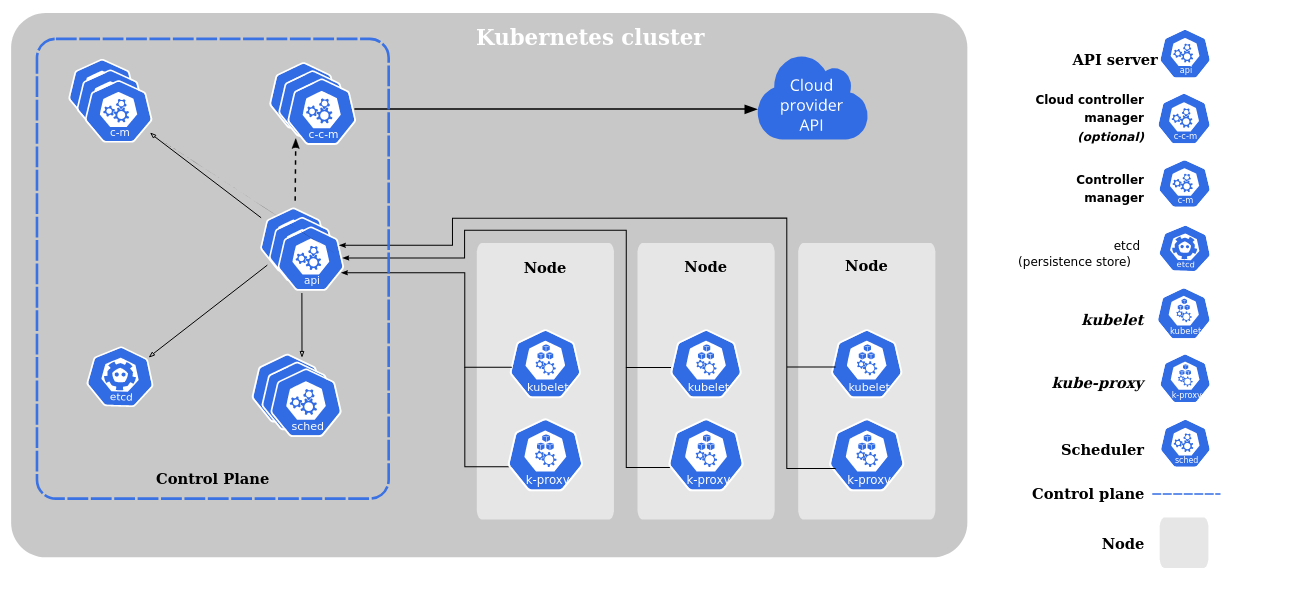 Kubernetes cluster
c-m
c-c-m
Cloud
provider
API
api
etcd
sched
Control Plane
Node
kubelet
k-proxy
Node
kubelet
k-proxy
Node
kubelet
k-proxy
API server
api
Cloud controller
manager
(optional)
c-c-m
Controller
manager
c-m
etcd
(persistence store)
etcd
kubelet
kubelet
kube-proxy
k-proxy
Scheduler
sched
Control plane
Node